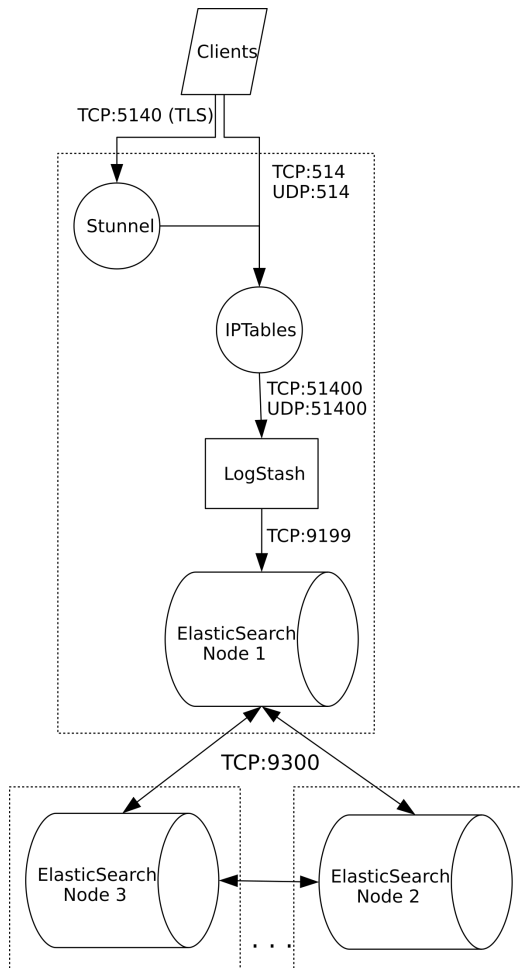 Clients
TCP:5140 (TLS)
TCP:514
UDP:514
Stunnel
IPTables
TCP:51400
UDP:51400
LogStash
TCP:9199
ElasticSearch
Node 1
TCP:9300
ElasticSearch
Node 3
ElasticSearch
Node 2
. . .